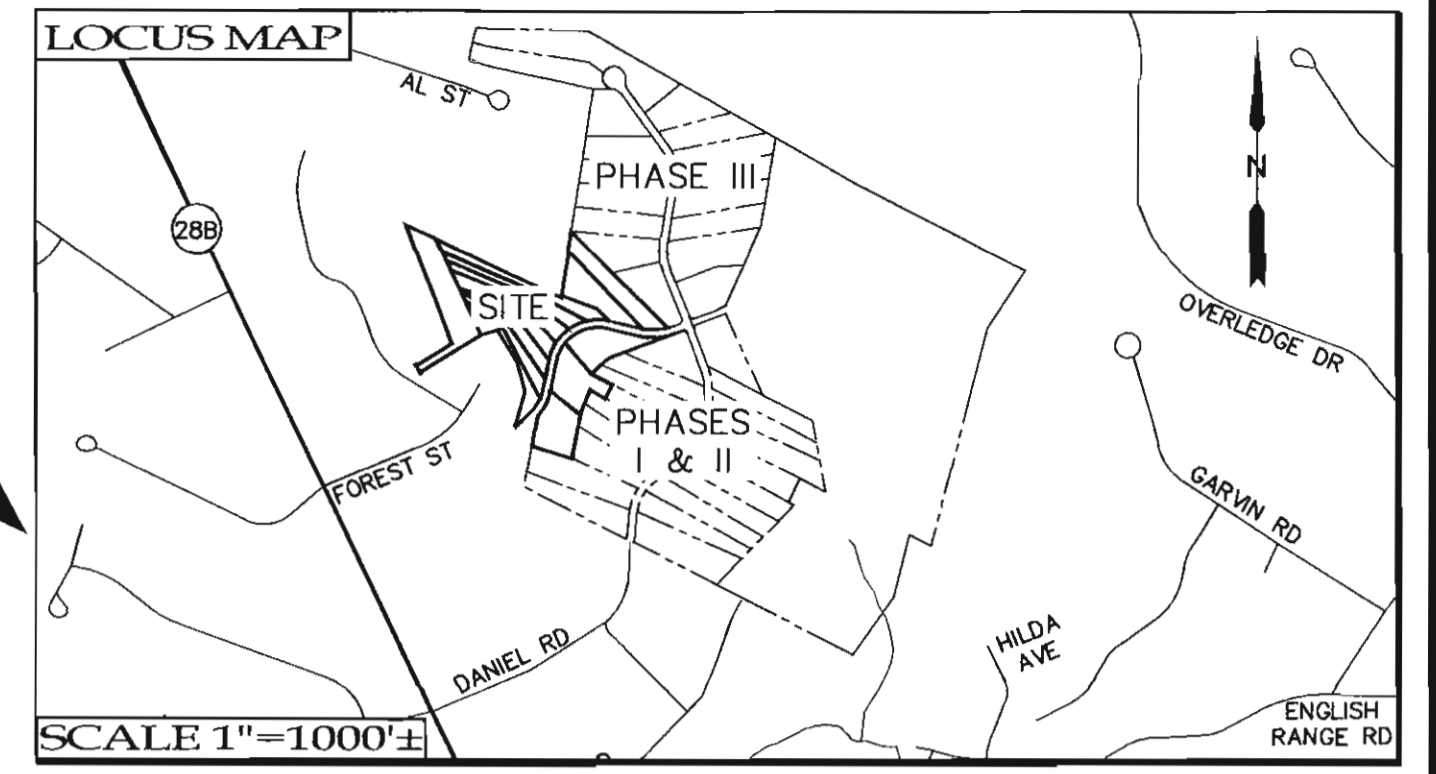 LOCUS MAP
AL ST
PHASE III
N
28B
SITE
OVERLEDGE DR
PHASES
I & II
FOREST ST
GARVIN RD
HILDA
AVE
DANIEL RD
ENGLISH
RANGE RD
SCALE 1"=1000'±